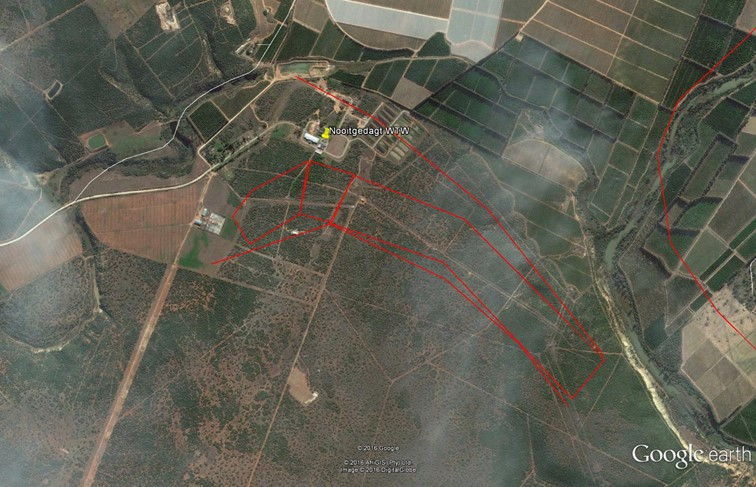 Nooitgedagt WTW
© 2016 Google
© 2016 AfriGIS (Pty) Ltd.
Image © 2016 DigitalGlobe
Google earth